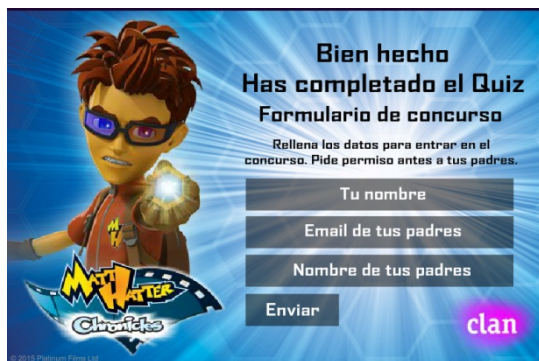 Bien hecho
Has completado el Quiz
Formulario de concurso
Rellena los datos para entrar en el
concurso. Pide permiso antes a tus padres.
Tu nombre
Email de tus padres
Nombre de tus padres
Enviar
MATT
HATTER
Chronicles
clan
© 2015 Platinum Films Ltd